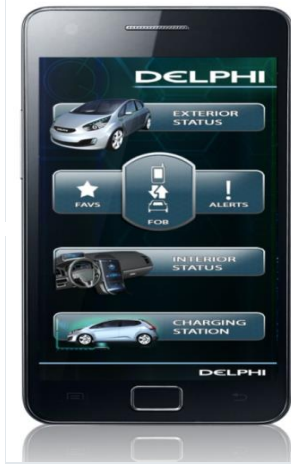 DELPHI
EXTERIOR
STATUS
FAVS
FOB
ALERTS
INTERIOR
STATUS
CHARGING
STATION
DELPHI